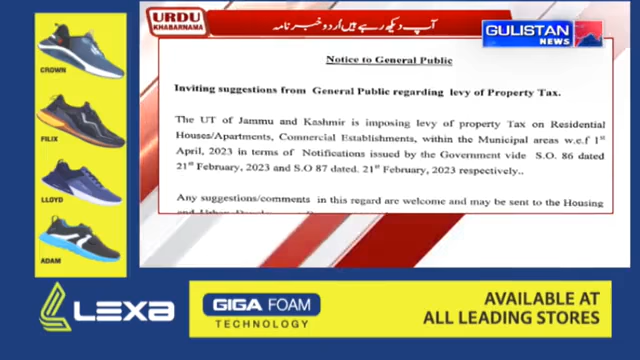 URDU
KHABARNAMA
آپ دیکھ رہے ہیں اُردو خبرنامہ
GULISTAN
NEWS
Notice to General Public
Inviting suggestions from General Public regarding levy of Property Tax.
The UT of Jammu and Kashmir is imposing levy of property Tax on Residential
Houses/Apartments, Commercial Establishments, within the Municipal areas w.e.f 1st
April, 2023 in terms of Notifications issued by the Government vide S.O. 86 dated
21st February, 2023 and S.O 87 dated. 21st February, 2023 respectively..
Any suggestions/comments in this regard are welcome and may be sent to the Housing
CROWN
FILIX
LLOYD
ADAM
LEXA
GIGA FOAM
TECHNOLOGY
AVAILABLE AT
ALL LEADING STORES